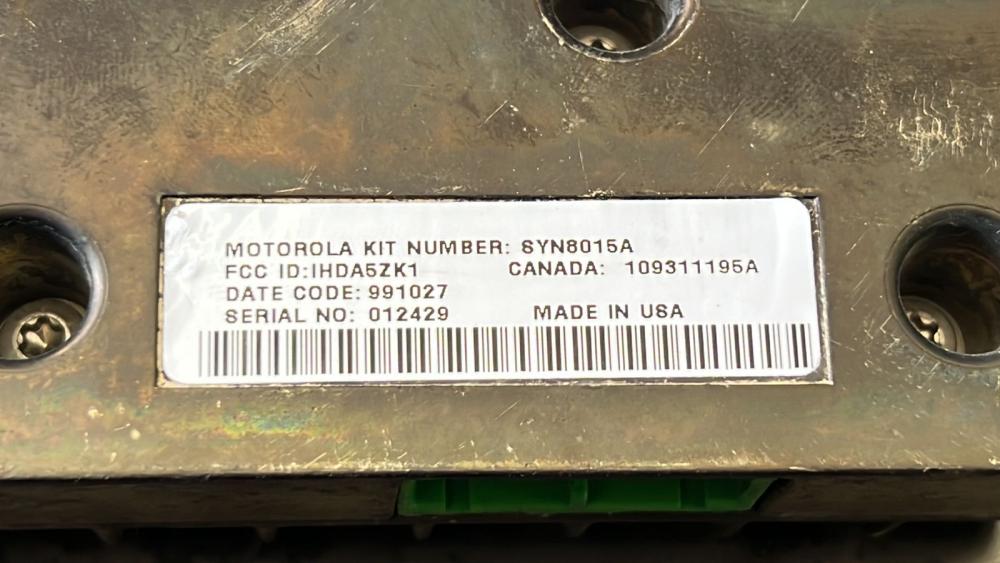 MOTOROLA KIT NUMBER: SYN8015A
FCC ID:IHDA5ZK1 CANADA: 109311195A
DATE CODE: 991027
SERIAL NO: 012429 MADE IN USA